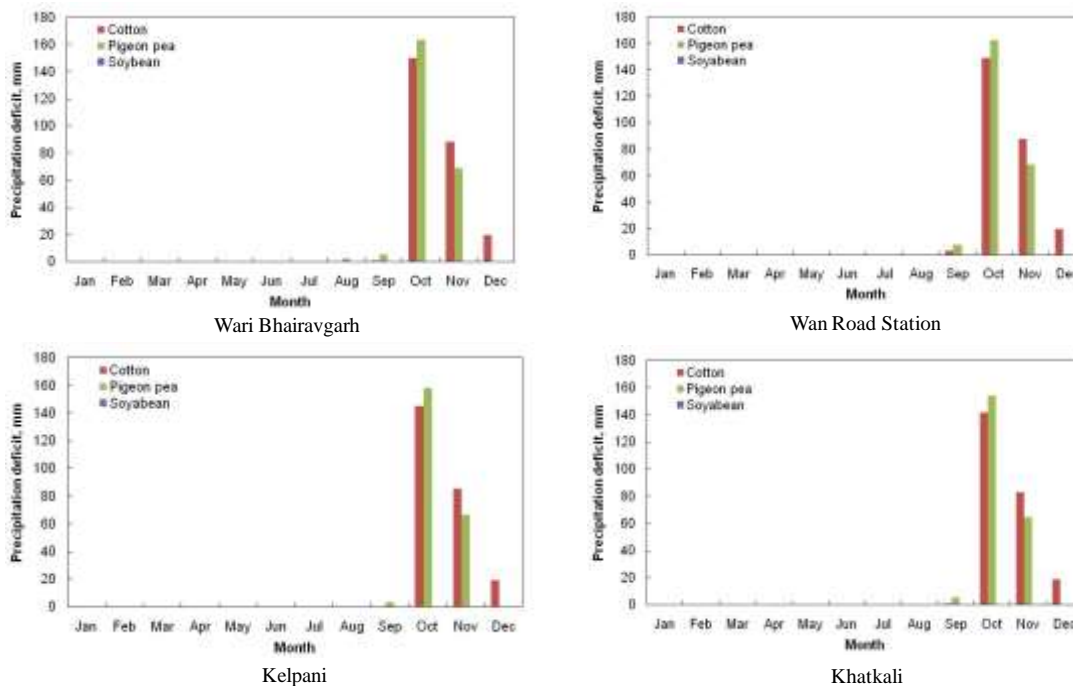 180
160
140
120
100
80
60
40
20
0
Precipitation deficit, mm
Cotton
Pigeon pea
Soybean
Jan Feb Mar Apr May Jun Jul Aug Sep Oct Nov Dec
Month
Wari Bhairavgarh
180
160
140
120
100
80
60
40
20
0
Precipitation deficit, mm
Cotton
Pigeon pea
Soyabean
Jan Feb Mar Apr May Jun Jul Aug Sep Oct Nov Dec
Month
Wan Road Station
180
160
140
120
100
80
60
40
20
0
Precipitation deficit, mm
Cotton
Pigeon pea
Soyabean
Jan Feb Mar Apr May Jun Jul Aug Sep Oct Nov Dec
Month
Kelpani
180
160
140
120
100
80
60
40
20
0
Precipitation deficit, mm
Cotton
Pigeon pea
Soyabean
Jan Feb Mar Apr May Jun Jul Aug Sep Oct Nov Dec
Month
Khatkali